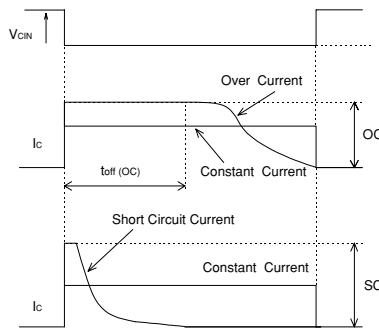 VCIN
Over Current
OC
IC
Constant Current
toff (OC)
Short Circuit Current
Constant Current
SC
IC